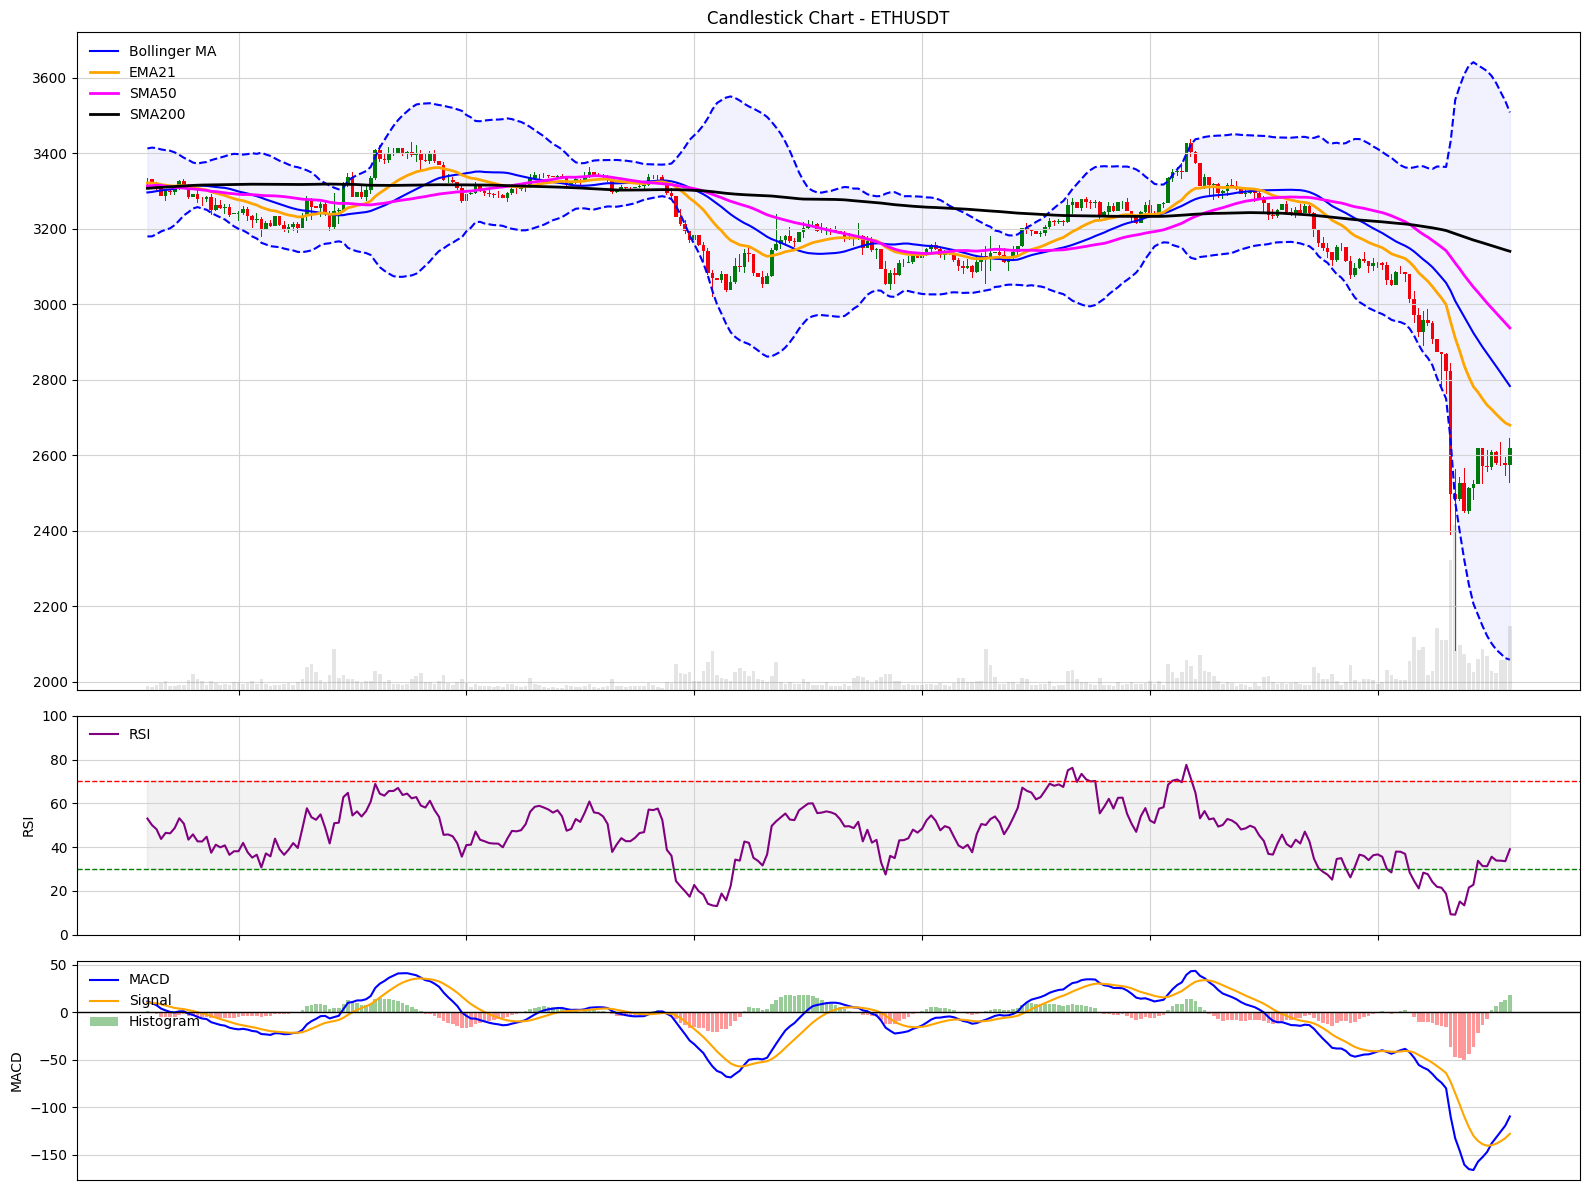 Candlestick Chart - ETHUSDT
Bollinger MA
EMA21
SMA50
SMA200
3600
3400
3200
3000
2800
2600
2400
2200
2000
100
80
60
40
20
0
RSI
RSI
50
0
−50
−100
−150
MACD
MACD
Signal
Histogram